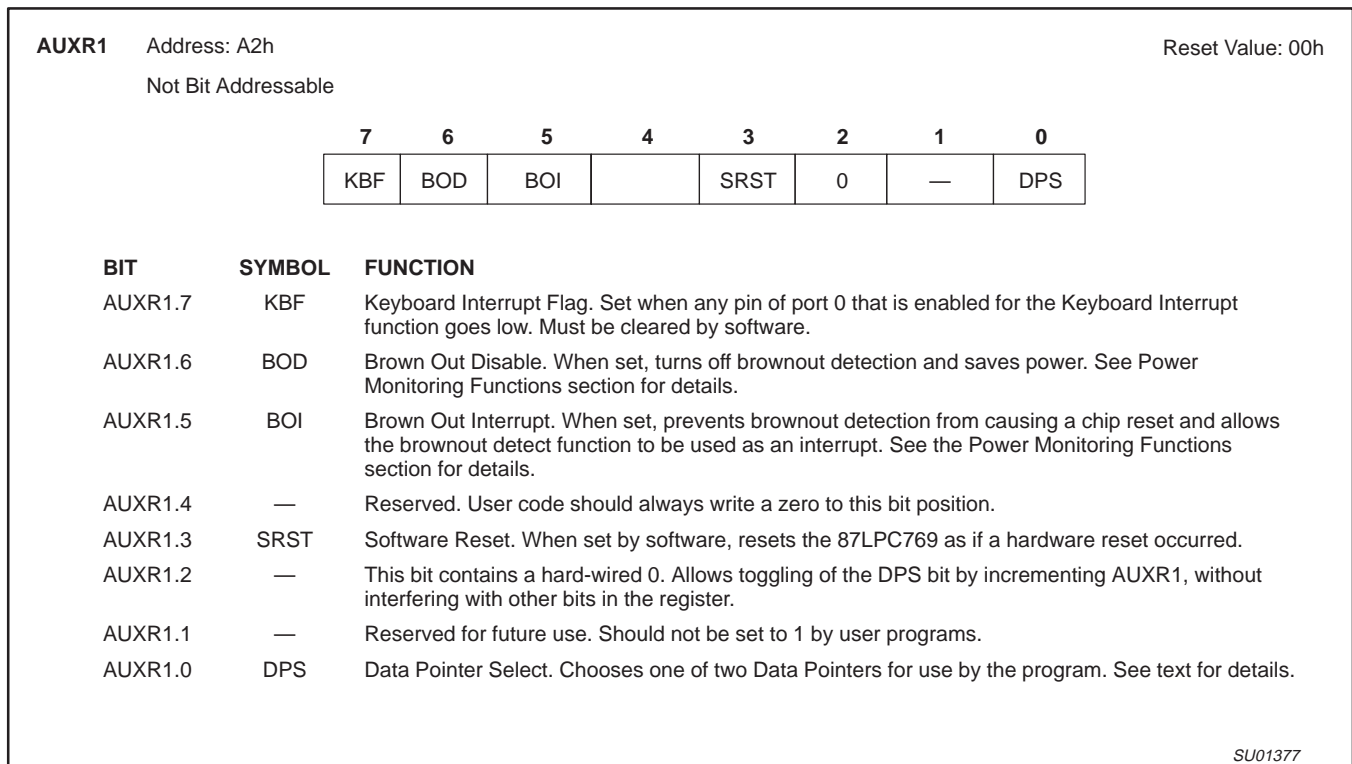 AUXR1 Address: A2h Reset Value: 00h
Not Bit Addressable
7 6 5 4 3 2 1 0
KBF BOD BOI SRST 0 — DPS
BIT SYMBOL FUNCTION
AUXR1.7 KBF Keyboard Interrupt Flag. Set when any pin of port 0 that is enabled for the Keyboard Interrupt
function goes low. Must be cleared by software.
AUXR1.6 BOD Brown Out Disable. When set, turns off brownout detection and saves power. See Power
Monitoring Functions section for details.
AUXR1.5 BOI Brown Out Interrupt. When set, prevents brownout detection from causing a chip reset and allows
the brownout detect function to be used as an interrupt. See the Power Monitoring Functions
section for details.
AUXR1.4 — Reserved. User code should always write a zero to this bit position.
AUXR1.3 SRST Software Reset. When set by software, resets the 87LPC769 as if a hardware reset occurred.
AUXR1.2 — This bit contains a hard-wired 0. Allows toggling of the DPS bit by incrementing AUXR1, without
interfering with other bits in the register.
AUXR1.1 — Reserved for future use. Should not be set to 1 by user programs.
AUXR1.0 DPS Data Pointer Select. Chooses one of two Data Pointers for use by the program. See text for details.
SU01377